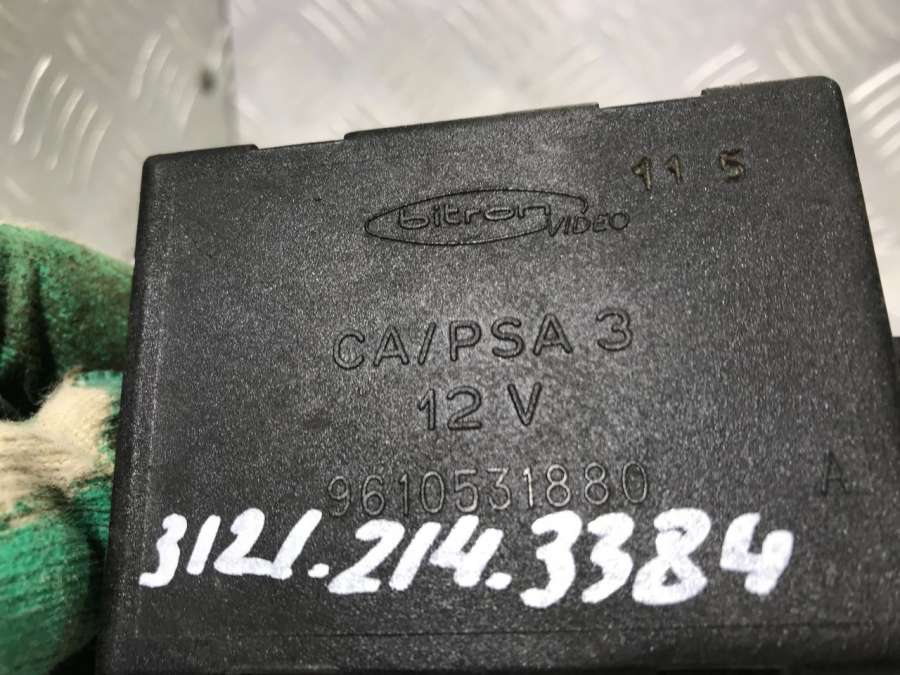 11 5
bitron VIDEO
CA/PSA 3
12 V
9610531880
A
3121.214.3384